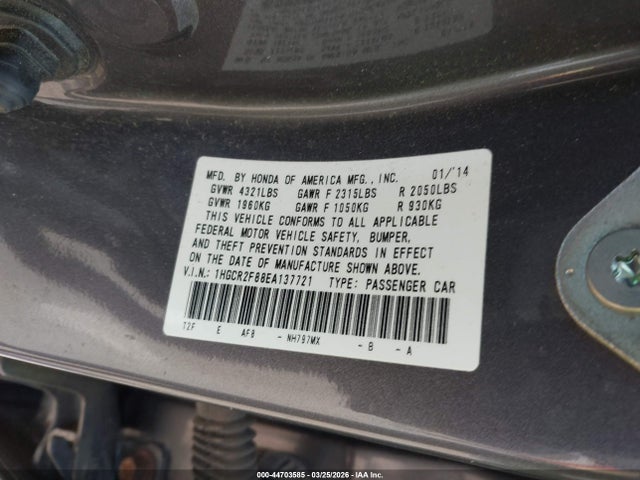 MFD. BY HONDA OF AMERICA MFG., INC. 01/'14
GVWR 4321LBS GAWR F 2315LBS R 2050LBS
GVWR 1960KG GAWR F 1050KG R 930KG
THIS VEHICLE CONFORMS TO ALL APPLICABLE
FEDERAL MOTOR VEHICLE SAFETY, BUMPER,
AND THEFT PREVENTION STANDARDS IN EFFECT
ON THE DATE OF MANUFACTURE SHOWN ABOVE.
V.I.N.: 1HGCR2F88EA137721 TYPE: PASSENGER CAR
T2F E AF8 - NH797MX - B - A
000-44703585 - 03/25/2026 - IAA Inc.